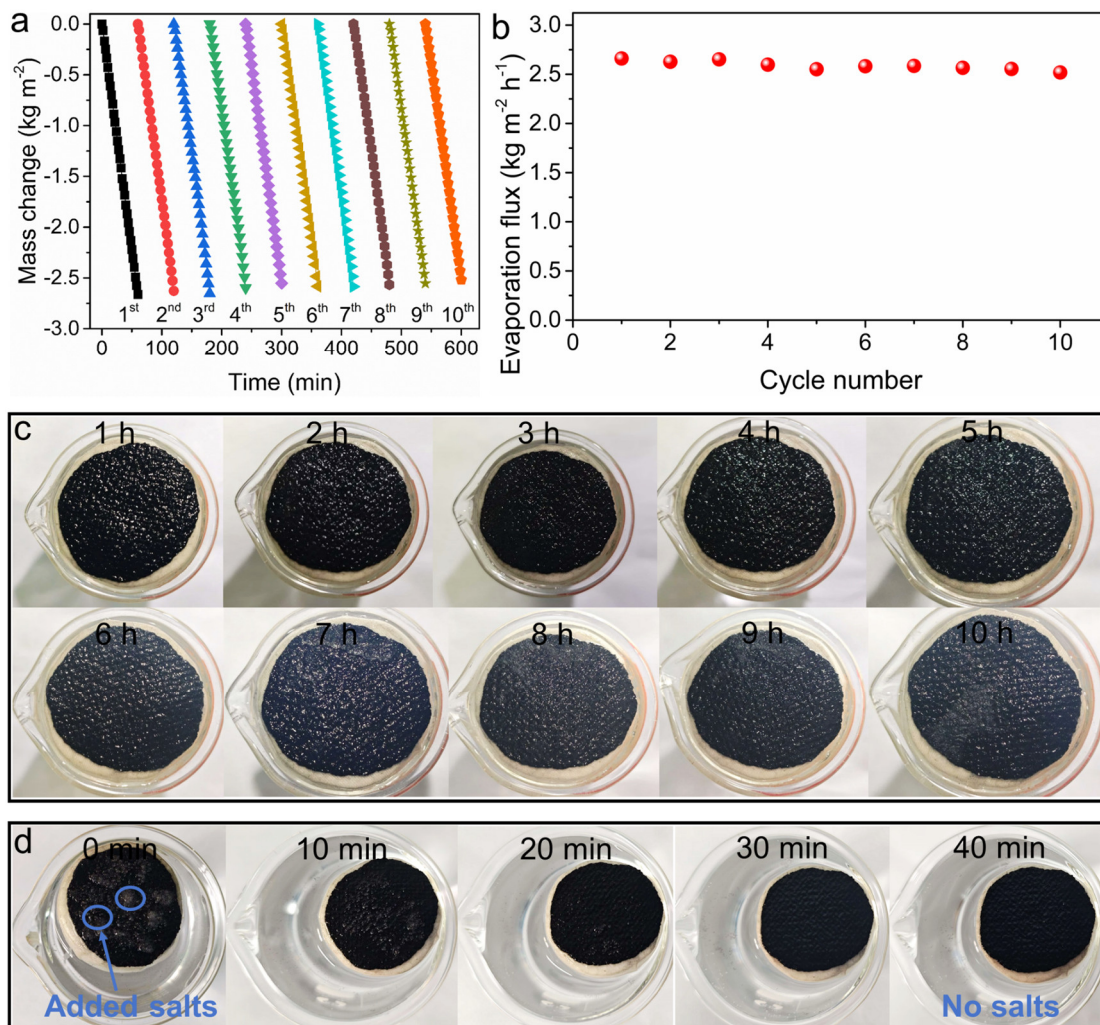 a
Mass change (kg m⁻²)
0.0
-0.5
-1.0
-1.5
-2.0
-2.5
-3.0
1ˢᵗ 2ⁿᵈ 3ʳᵈ 4ᵗʰ 5ᵗʰ 6ᵗʰ 7ᵗʰ 8ᵗʰ 9ᵗʰ 10ᵗʰ
0 100 200 300 400 500 600
Time (min)
b
Evaporation flux (kg m⁻² h⁻¹)
3.0
2.5
2.0
1.5
1.0
0.5
0.0
0 2 4 6 8 10
Cycle number
c
1 h 2 h 3 h 4 h 5 h
6 h 7 h 8 h 9 h 10 h
d
0 min 10 min 20 min 30 min 40 min
Added salts No salts